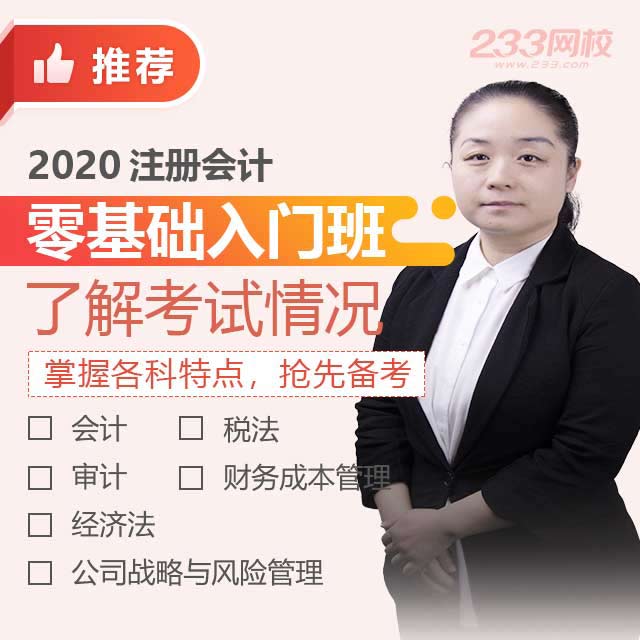 推荐
233网校
www.233.com
2020 注册会计
零基础入门班
了解考试情况
掌握各科特点，抢先备考
会计 税法
审计 财务成本管理
经济法
公司战略与风险管理